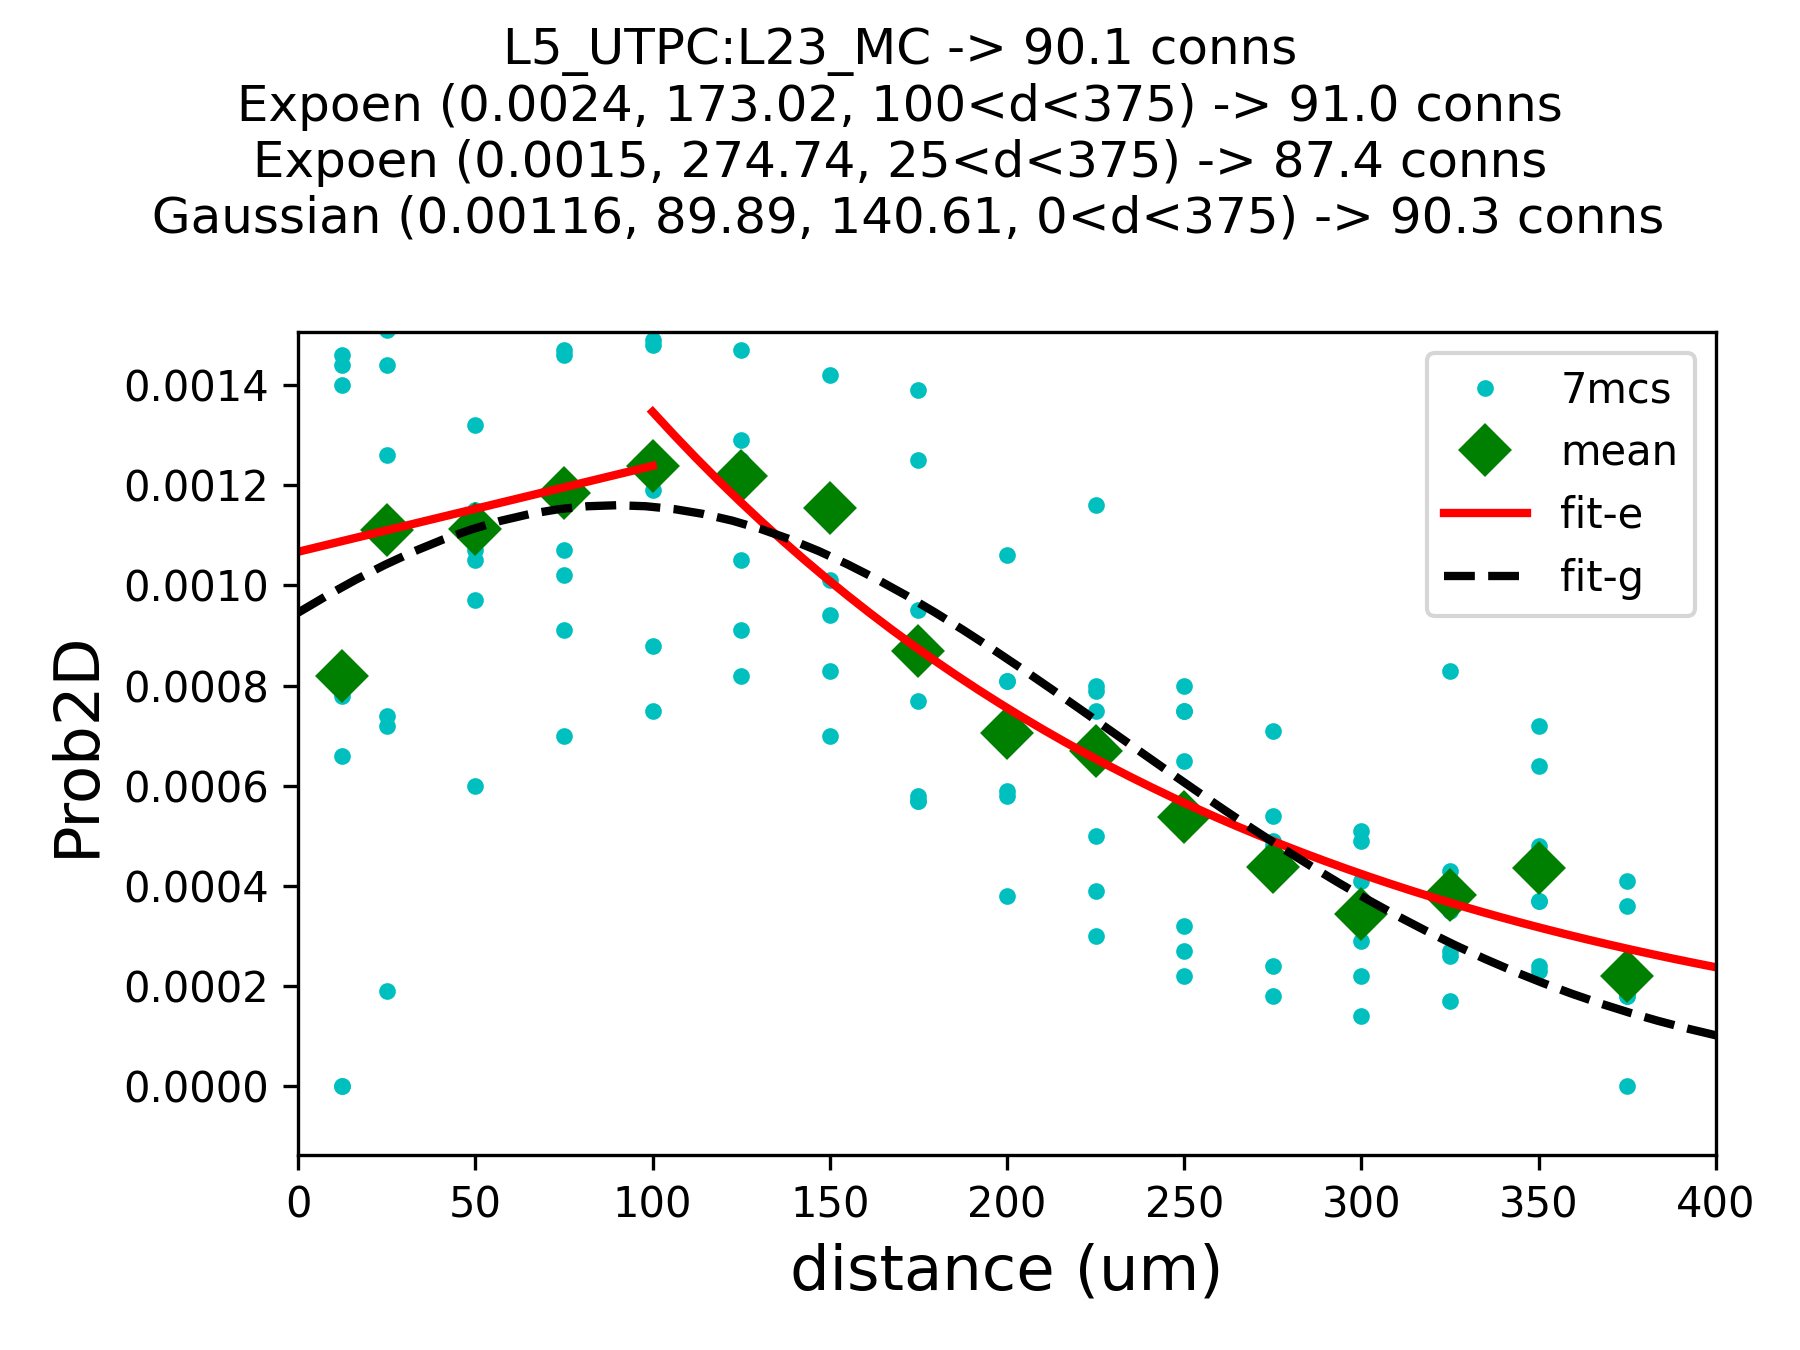 L5_UTPC:L23_MC -> 90.1 conns
Expoen (0.0024, 173.02, 100<d<375) -> 91.0 conns
Expoen (0.0015, 274.74, 25<d<375) -> 87.4 conns
Gaussian (0.00116, 89.89, 140.61, 0<d<375) -> 90.3 conns
7mcs
mean
fit-e
fit-g
Prob2D
0.0014
0.0012
0.0010
0.0008
0.0006
0.0004
0.0002
0.0000
0 50 100 150 200 250 300 350 400
distance (um)